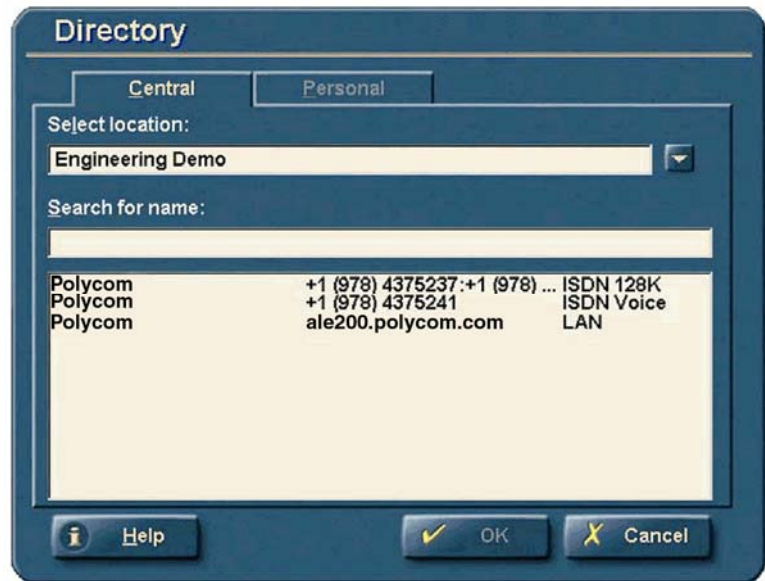 Directory
Central Personal
Select location:
Engineering Demo
Search for name:
Polycom +1 (978) 4375237:+1 (978) ... ISDN 128K
Polycom +1 (978) 4375241 ISDN Voice
Polycom ale200.polycom.com LAN
Help OK Cancel